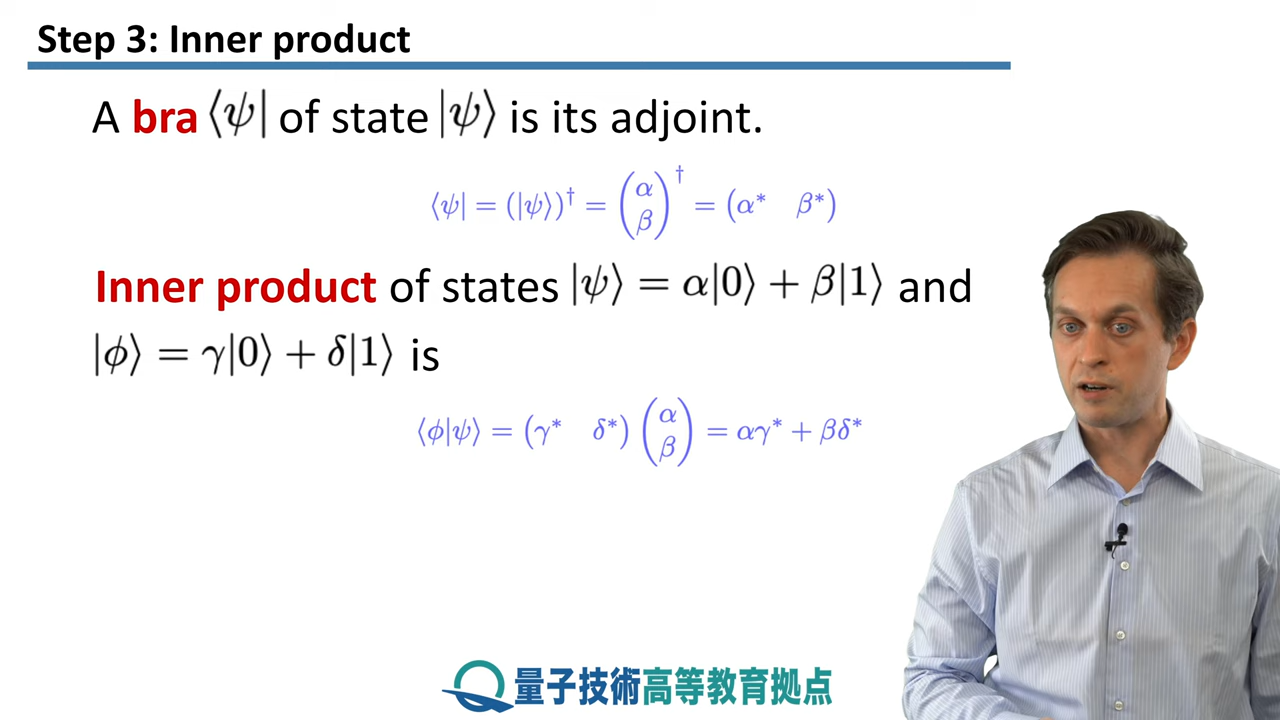 Step 3: Inner product
A bra ⟨ψ| of state |ψ⟩ is its adjoint.
⟨ψ| = (|ψ⟩)† = (α β)† = (α* β*)
Inner product of states |ψ⟩ = α|0⟩ + β|1⟩ and
|ϕ⟩ = γ|0⟩ + δ|1⟩ is
⟨ϕ|ψ⟩ = (γ* δ*) (α β) = αγ* + βδ*
量子技術高等教育拠点